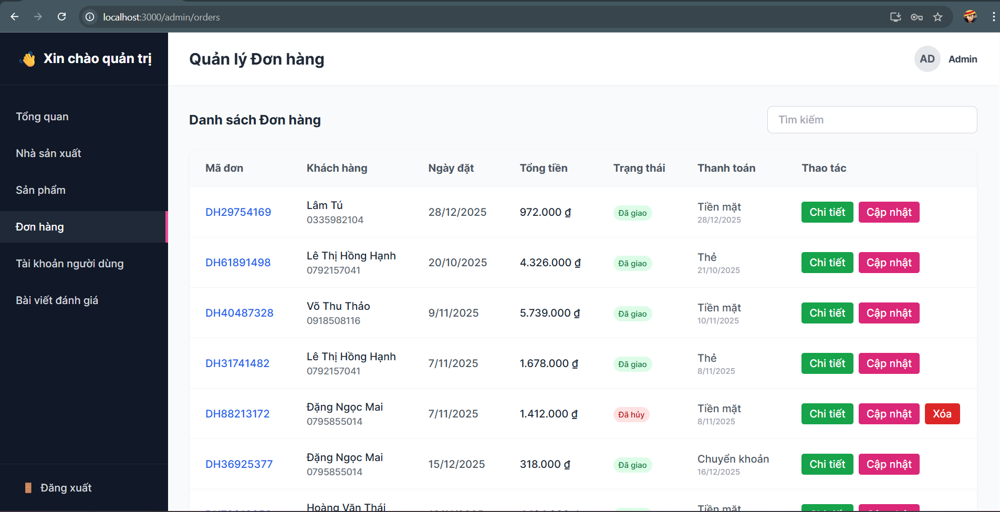 localhost:3000/admin/orders
Xin chào quản trị
Quản lý Đơn hàng
AD
Admin
Tổng quan
Nhà sản xuất
Sản phẩm
Đơn hàng
Tài khoản người dùng
Bài viết đánh giá
Đăng xuất
Danh sách Đơn hàng
Tìm kiếm
Mã đơn Khách hàng Ngày đặt Tổng tiền Trạng thái Thanh toán Thao tác
DH29754169 Lâm Tú 28/12/2025 972.000 ₫ Đã giao Tiền mặt Chi tiết Cập nhật
0335982104 28/12/2025
DH61891498 Lê Thị Hồng Hạnh 20/10/2025 4.326.000 ₫ Đã giao Thẻ Chi tiết Cập nhật
0792157041 21/10/2025
DH40487328 Võ Thu Thảo 9/11/2025 5.739.000 ₫ Đã giao Tiền mặt Chi tiết Cập nhật
0918508116 10/11/2025
DH31741482 Lê Thị Hồng Hạnh 7/11/2025 1.678.000 ₫ Đã giao Thẻ Chi tiết Cập nhật
0792157041 8/11/2025
DH88213172 Đặng Ngọc Mai 7/11/2025 1.412.000 ₫ Đã hủy Tiền mặt Chi tiết Cập nhật Xóa
0795855014 8/11/2025
DH36925377 Đặng Ngọc Mai 15/12/2025 318.000 ₫ Đã giao Chuyển khoản Chi tiết Cập nhật
0795855014 16/12/2025
Hoàng Văn Thái Tiền mặt